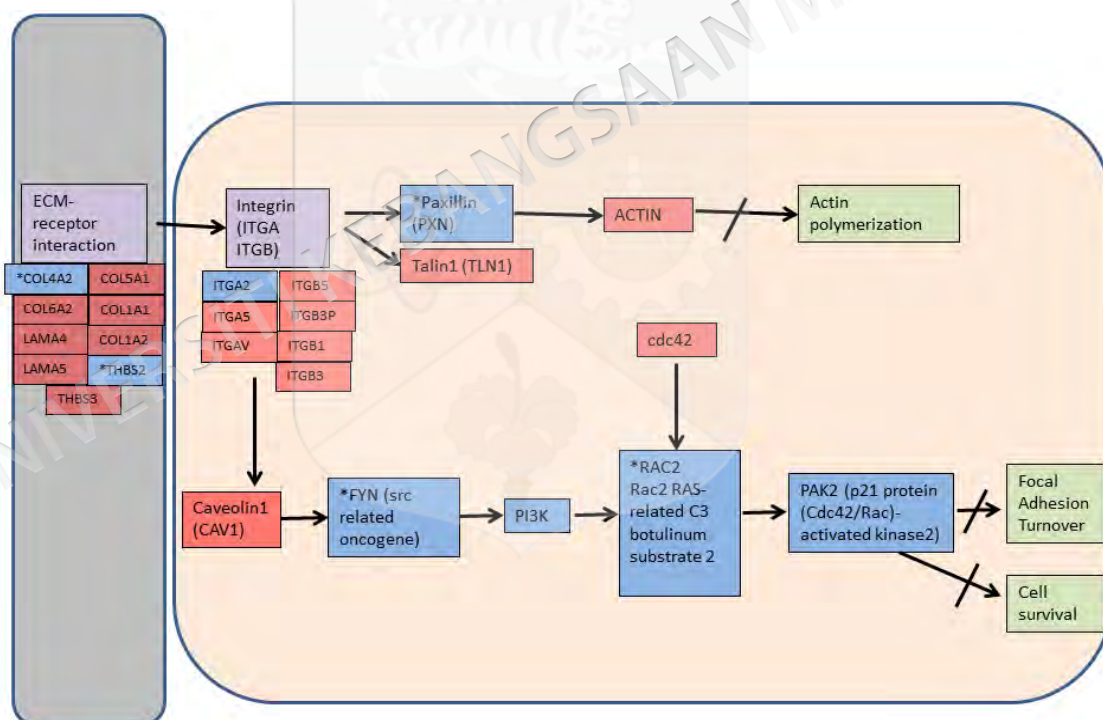 UNIVERSITI KEBANGSAAN M
ECM-
receptor
interaction
*COL4A2
COL5A1
COL6A2
COL1A1
LAMA4
COL1A2
LAMA5
*THBS2
THBS3
Integrin
(ITGA
ITGB)
ITGA2
ITGB5
ITGA5
ITGB3P
ITGAV
ITGB1
ITGB3
*Paxillin
(PXN)
Talin1 (TLN1)
ACTIN
Actin
polymerization
cdc42
Caveolin1
(CAV1)
*FYN (src
related
oncogene)
PI3K
*RAC2
Rac2 RAS-
related C3
botulinum
substrate 2
PAK2 (p21 protein
(Cdc42/Rac)-
activated kinase2)
Focal
Adhesion
Turnover
Cell
survival